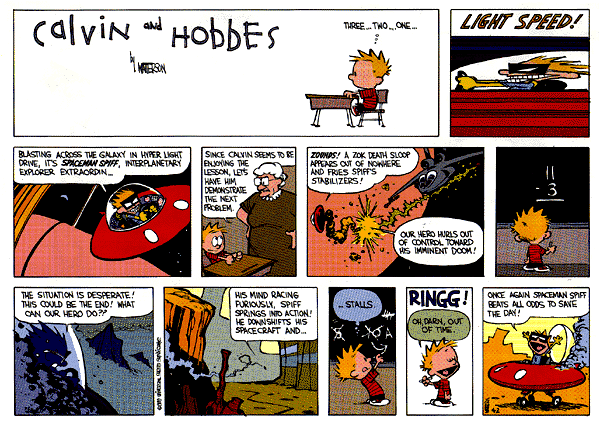 Calvin and HOBBES
by WATTERSON
THREE... TWO... ONE...
LIGHT SPEED!
BLASTING ACROSS THE GALAXY IN HYPER LIGHT
DRIVE, IT'S SPACEMAN SPIFF, INTERPLANETARY
EXPLORER EXTRAORDIN...
SINCE CALVIN SEEMS TO BE
ENJOYING THE
LESSON, LET'S
HAVE HIM
DEMONSTRATE
THE NEXT
PROBLEM.
ZOUNDS! A ZOK DEATH SLOOP
APPEARS OUT OF NOWHERE
AND FRIES SPIFF'S
STABILIZERS!
OUR HERO HURLS OUT
OF CONTROL TOWARD
HIS IMMINENT DOOM!
11
-3
THE SITUATION IS DESPERATE!
THIS COULD BE THE END! WHAT
CAN OUR HERO DO??
HIS MIND RACING
FURIOUSLY, SPIFF
SPRINGS INTO ACTION!
HE DOWNSHIFTS HIS
SPACECRAFT AND...
...STALLS.
RINGG!
OH, DARN, OUT
OF TIME.
ONCE AGAIN SPACEMAN SPIFF
BEATS ALL ODDS TO SAVE
THE DAY!